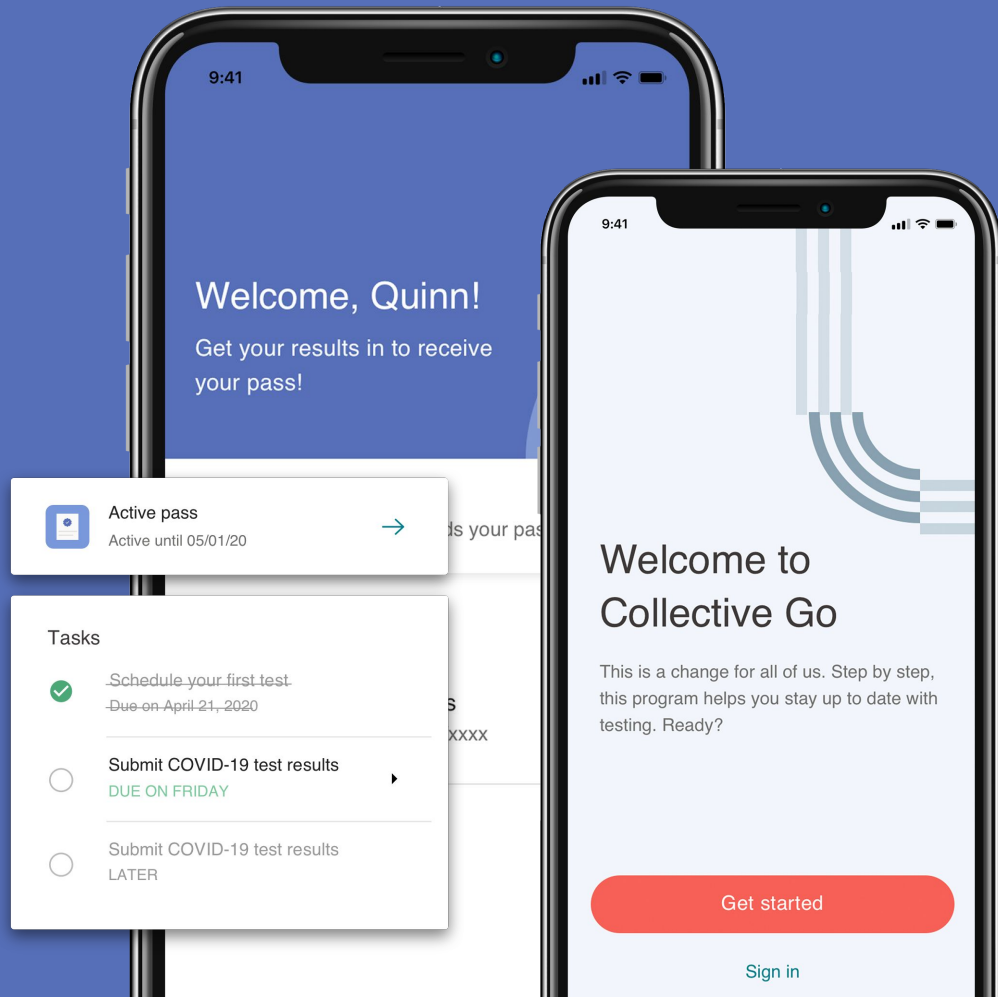 9:41
Welcome, Quinn!
Get your results in to receive
your pass!
Active pass
Active until 05/01/20
your pas
Tasks
Schedule your first test
Due on April 21, 2020
Submit COVID-19 test results
DUE ON FRIDAY
Submit COVID-19 test results
LATER
xxxx
9:41
Welcome to
Collective Go
This is a change for all of us. Step by step,
this program helps you stay up to date with
testing. Ready?
Get started
Sign in